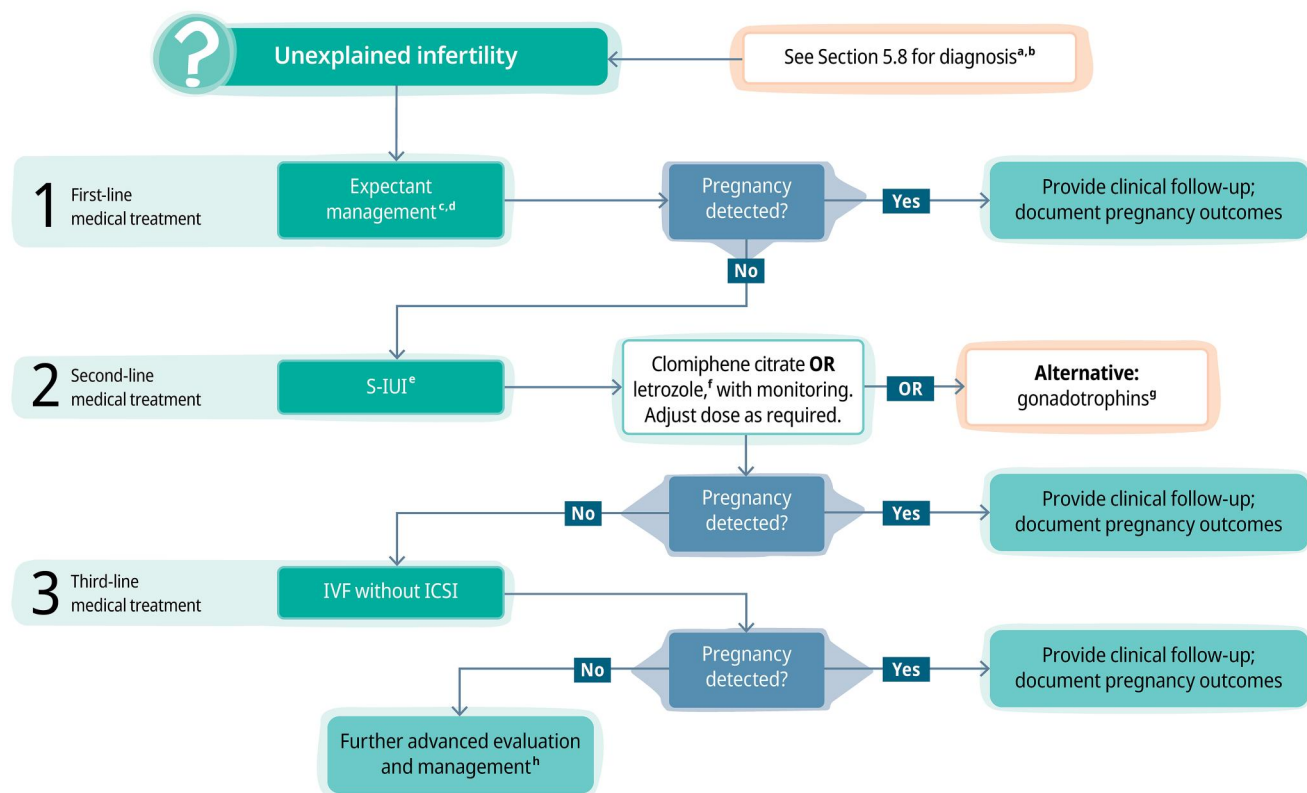 ?
Unexplained infertility
See Section 5.8 for diagnosisᵃ,ᵇ
1
First-line
medical treatment
Expectant
managementᶜ,ᵈ
Pregnancy
detected?
Yes
Provide clinical follow-up;
document pregnancy outcomes
No
2
Second-line
medical treatment
S-IUIᵉ
Clomiphene citrate OR
letrozole,ᶠ with monitoring.
Adjust dose as required.
OR
Alternative:
gonadotrophinsᵍ
Pregnancy
detected?
No
Yes
Provide clinical follow-up;
document pregnancy outcomes
3
Third-line
medical treatment
IVF without ICSI
Pregnancy
detected?
No
Yes
Provide clinical follow-up;
document pregnancy outcomes
Further advanced evaluation
and managementʰ